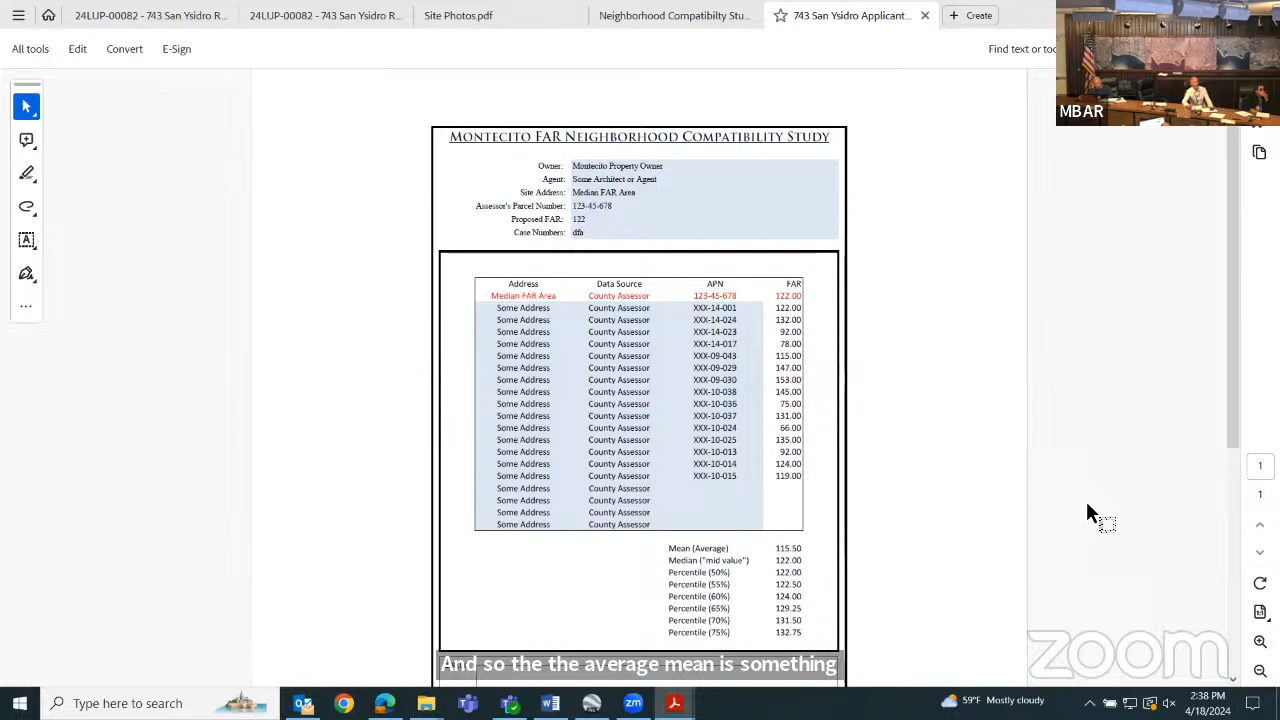 24LUP-00082 - 743 San Ysidro R...
24LUP-00082 - 743 San Ysidro R...
Site Photos.pdf
Neighborhood Compatibilty Stu...
743 San Ysidro Applicant...
Create
All tools
Edit
Convert
E-Sign
Find text or too
MBAR
MONTECITO FAR NEIGHBORHOOD COMPATIBILITY STUDY
Owner: Montecito Property Owner
Agent: Some Architect or Agent
Site Address: Median FAR Area
Assessor's Parcel Number: 123-45-678
Proposed FAR: 122
Case Numbers: dfa
Address Data Source APN FAR
Median FAR Area County Assessor 123-45-678 122.00
Some Address County Assessor XXX-14-001 122.00
Some Address County Assessor XXX-14-024 132.00
Some Address County Assessor XXX-14-023 92.00
Some Address County Assessor XXX-14-017 78.00
Some Address County Assessor XXX-09-043 115.00
Some Address County Assessor XXX-09-029 147.00
Some Address County Assessor XXX-09-030 153.00
Some Address County Assessor XXX-10-038 145.00
Some Address County Assessor XXX-10-036 75.00
Some Address County Assessor XXX-10-037 131.00
Some Address County Assessor XXX-10-024 66.00
Some Address County Assessor XXX-10-025 135.00
Some Address County Assessor XXX-10-013 92.00
Some Address County Assessor XXX-10-014 124.00
Some Address County Assessor XXX-10-015 119.00
Some Address County Assessor
Some Address County Assessor
Some Address County Assessor
Some Address County Assessor
Mean (Average) 115.50
Median ("mid value") 122.00
Percentile (50%) 122.00
Percentile (55%) 122.50
Percentile (60%) 124.00
Percentile (65%) 129.25
Percentile (70%) 131.50
Percentile (75%) 132.75
And so the the average mean is something
1
1
zoom
Type here to search
59°F Mostly cloudy
2:38 PM
4/18/2024